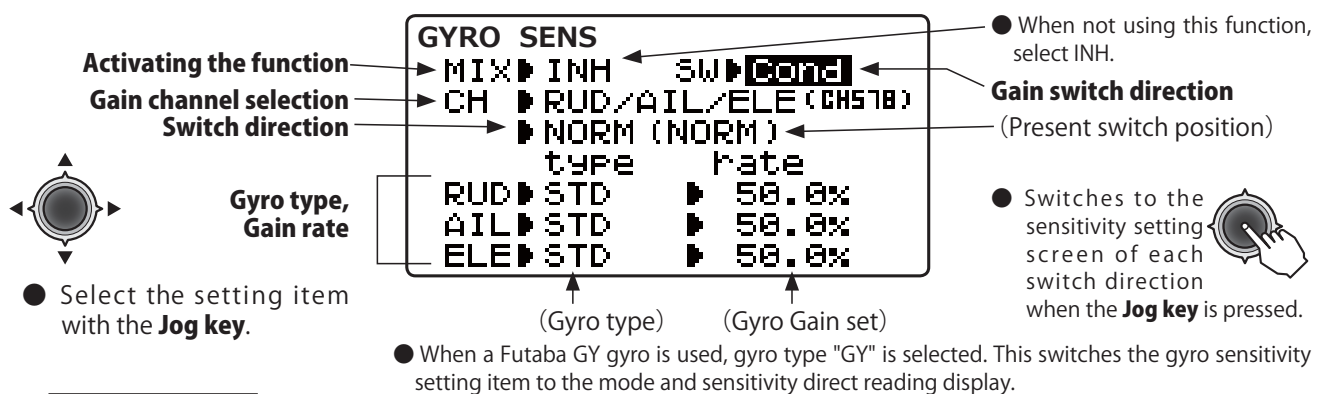 GYRO SENS
MIX▶INH SW▶Cond
CH ▶RUD/AIL/ELE(CH578)
▶NORM (NORM)
type rate
RUD▶STD ▶ 50.0%
AIL▶STD ▶ 50.0%
ELE▶STD ▶ 50.0%
Activating the function
Gain channel selection
Switch direction
Gyro type,
Gain rate
● Select the setting item
with the Jog key.
● When not using this function,
select INH.
Gain switch direction
(Present switch position)
● Switches to the
sensitivity setting
screen of each
switch direction
when the Jog key is pressed.
(Gyro type) (Gyro Gain set)
● When a Futaba GY gyro is used, gyro type "GY" is selected. This switches the gyro sensitivity
setting item to the mode and sensitivity direct reading display.